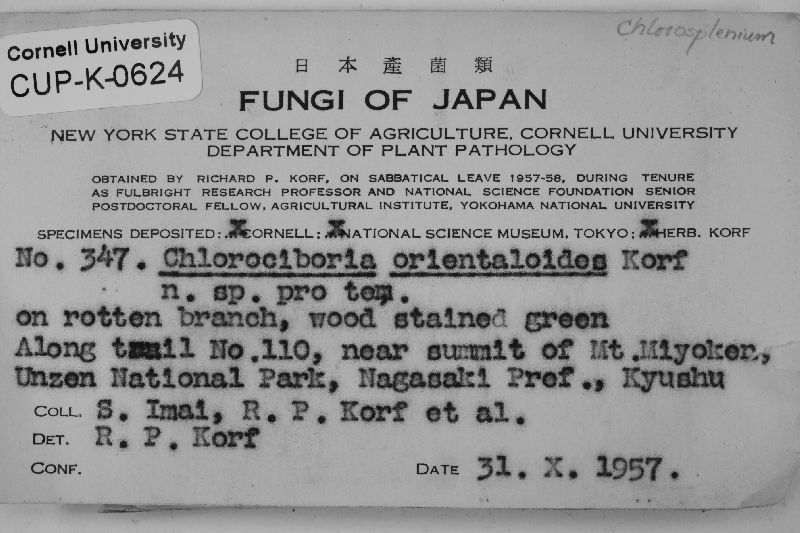 Chlorosplenium
Cornell University
CUP-K-0624
日本產菌類
FUNGI OF JAPAN
NEW YORK STATE COLLEGE OF AGRICULTURE, CORNELL UNIVERSITY
DEPARTMENT OF PLANT PATHOLOGY
OBTAINED BY RICHARD P. KORF, ON SABBATICAL LEAVE 1957-58, DURING TENURE
AS FULBRIGHT RESEARCH PROFESSOR AND NATIONAL SCIENCE FOUNDATION SENIOR
POSTDOCTORAL FELLOW, AGRICULTURAL INSTITUTE, YOKOHAMA NATIONAL UNIVERSITY
SPECIMENS DEPOSITED: X CORNELL; X NATIONAL SCIENCE MUSEUM, TOKYO; X HERB. KORF
No. 347. Chlorociboria orientaloides Korf
n. sp. pro tem.
on rotten branch, wood stained green
Along trail No.110, near summit of Mt.Miyoken,
Unzen National Park, Nagasaki Pref., Kyushu
COLL. S. Imai, R. P. Korf et al.
DET. R. P. Korf
CONF. DATE 31. X. 1957.